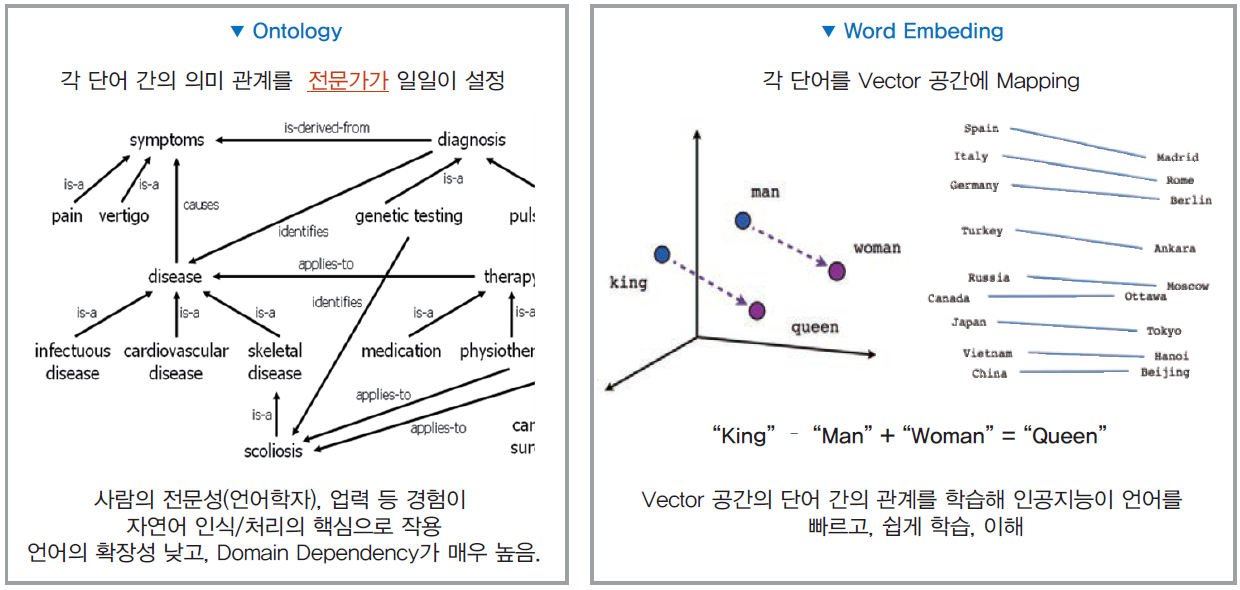 ▼ Ontology
각 단어 간의 의미 관계를 전문가가 일일이 설정
is-derived-from
symptoms
diagnosis
is-a
is-a
is-a
causes
pain
vertigo
genetic testing
puls
identifies
applies-to
disease
therapy
identifies
is-a
is-a
is-a
is-a
is-a
infectuous
disease
cardiovascular
disease
skeletal
disease
medication
physiother
applies-to
is-a
applies-to
scoliosis
car
sur
사람의 전문성(언어학자), 업력 등 경험이
자연어 인식/처리의 핵심으로 작용
언어의 확장성 낮고, Domain Dependency가 매우 높음.
▼ Word Embeding
각 단어를 Vector 공간에 Mapping
man
woman
king
queen
Spain
Madrid
Italy
Rome
Germany
Berlin
Turkey
Ankara
Russia
Moscow
Canada
Ottawa
Japan
Tokyo
Vietnam
Hanoi
China
Beijing
“King” - “Man” + “Woman” = “Queen”
Vector 공간의 단어 간의 관계를 학습해 인공지능이 언어를
빠르고, 쉽게 학습, 이해